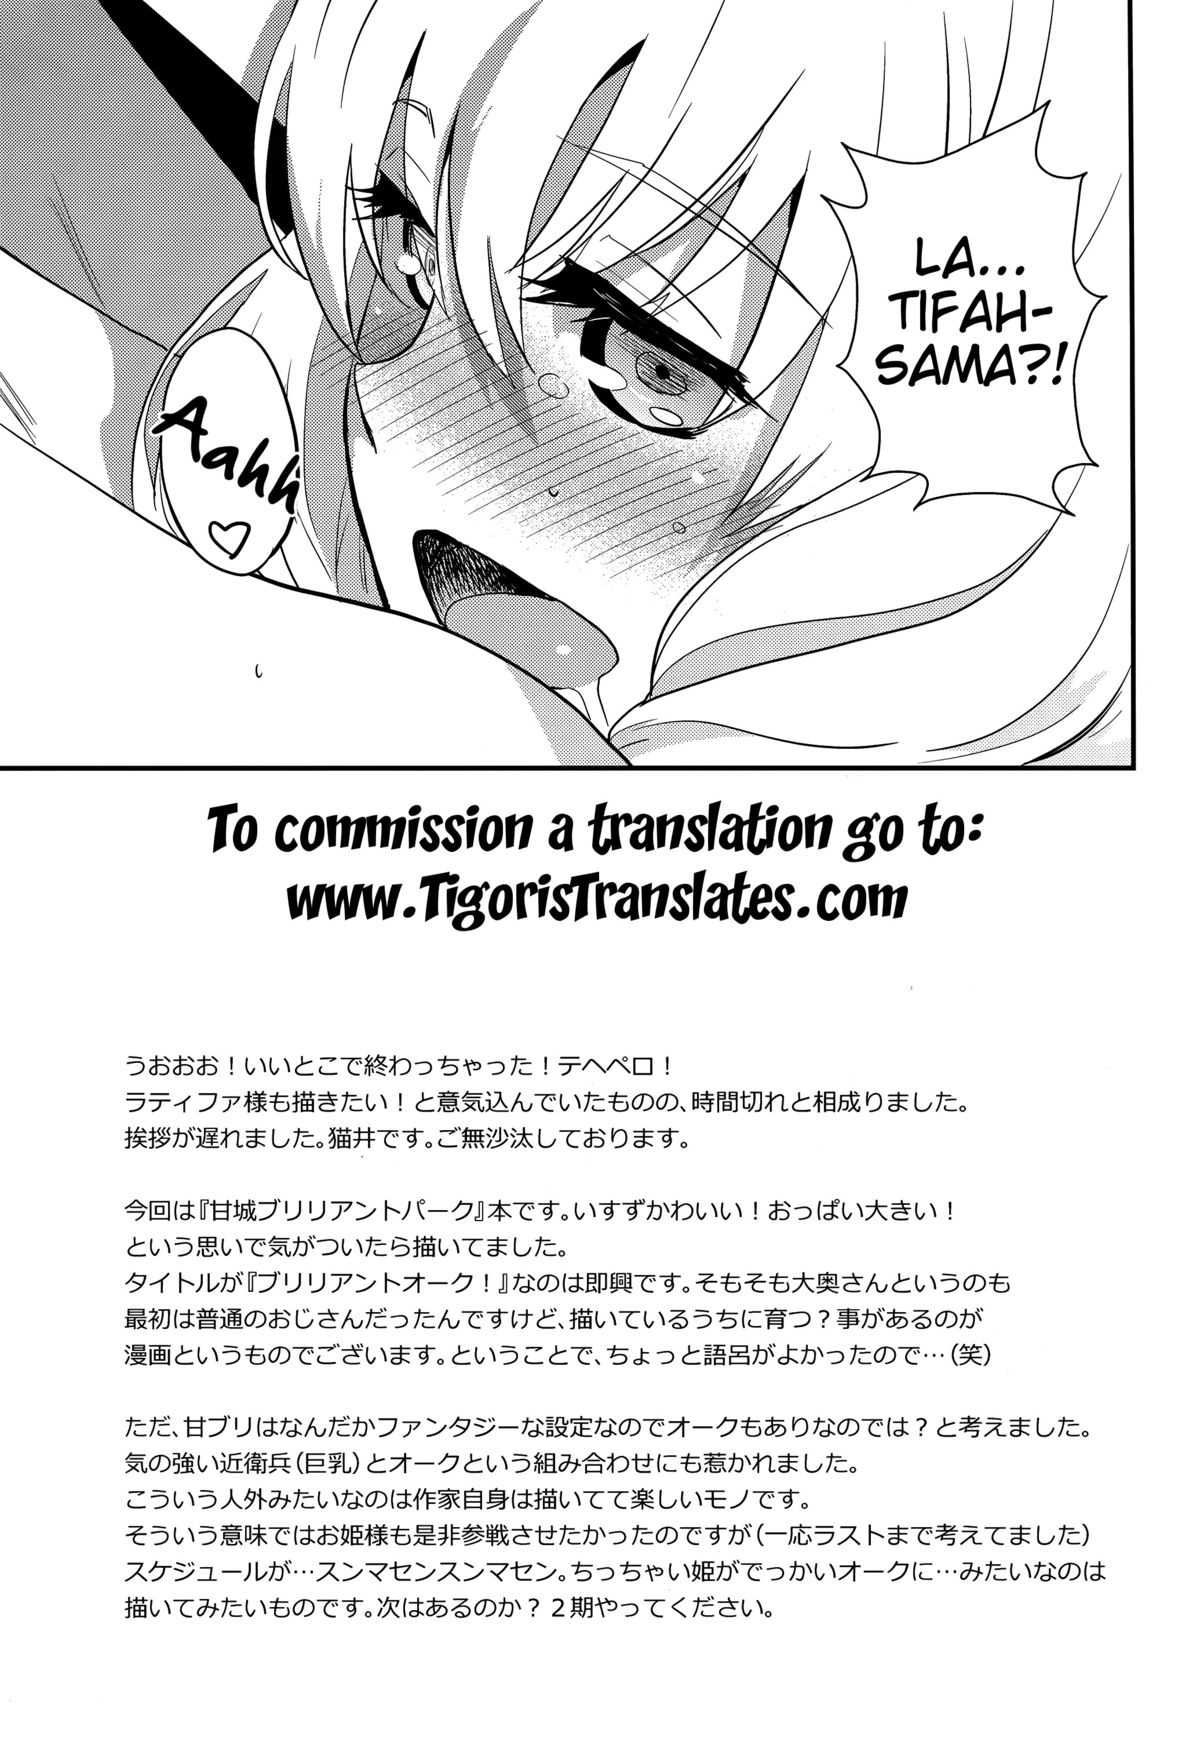 LA...
TIFAH-
SAMA?!
Aahh
♡
To commission a translation go to:
www.TigorisTranslates.com
うおおお!いいとこで終わっちゃった!テヘペロ!
ラティファ様も描きたい!と意気込んでいたものの、時間切れと相成りました。
挨拶が遅れました。猫井です。ご無沙汰しております。
今回は『甘城ブリリアントパーク』本です。いすずかわいい!おっぱい大きい!
という思いで気がついたら描いてました。
タイトルが『ブリリアントオーク!』なのは即興です。そもそも大奥さんというのも
最初は普通のおじさんだったんですけど、描いているうちに育つ?事があるのが
漫画というものでございます。ということで、ちょっと語呂がよかったので…(笑)
ただ、甘ブリはなんだかファンタジーな設定なのでオークもありなのでは?と考えました。
気の強い近衛兵(巨乳)とオークという組み合わせにも惹かれました。
こういう人外みたいなのは作家自身は描いてて楽しいモノです。
そういう意味ではお姫様も是非参戦させたかったのですが(一応ラストまで考えてました)
スケジュールが…スンマセンスンマセン。ちっちゃい姫がでっかいオークに…みたいなのは
描いてみたいものです。次はあるのか?2期やってください。